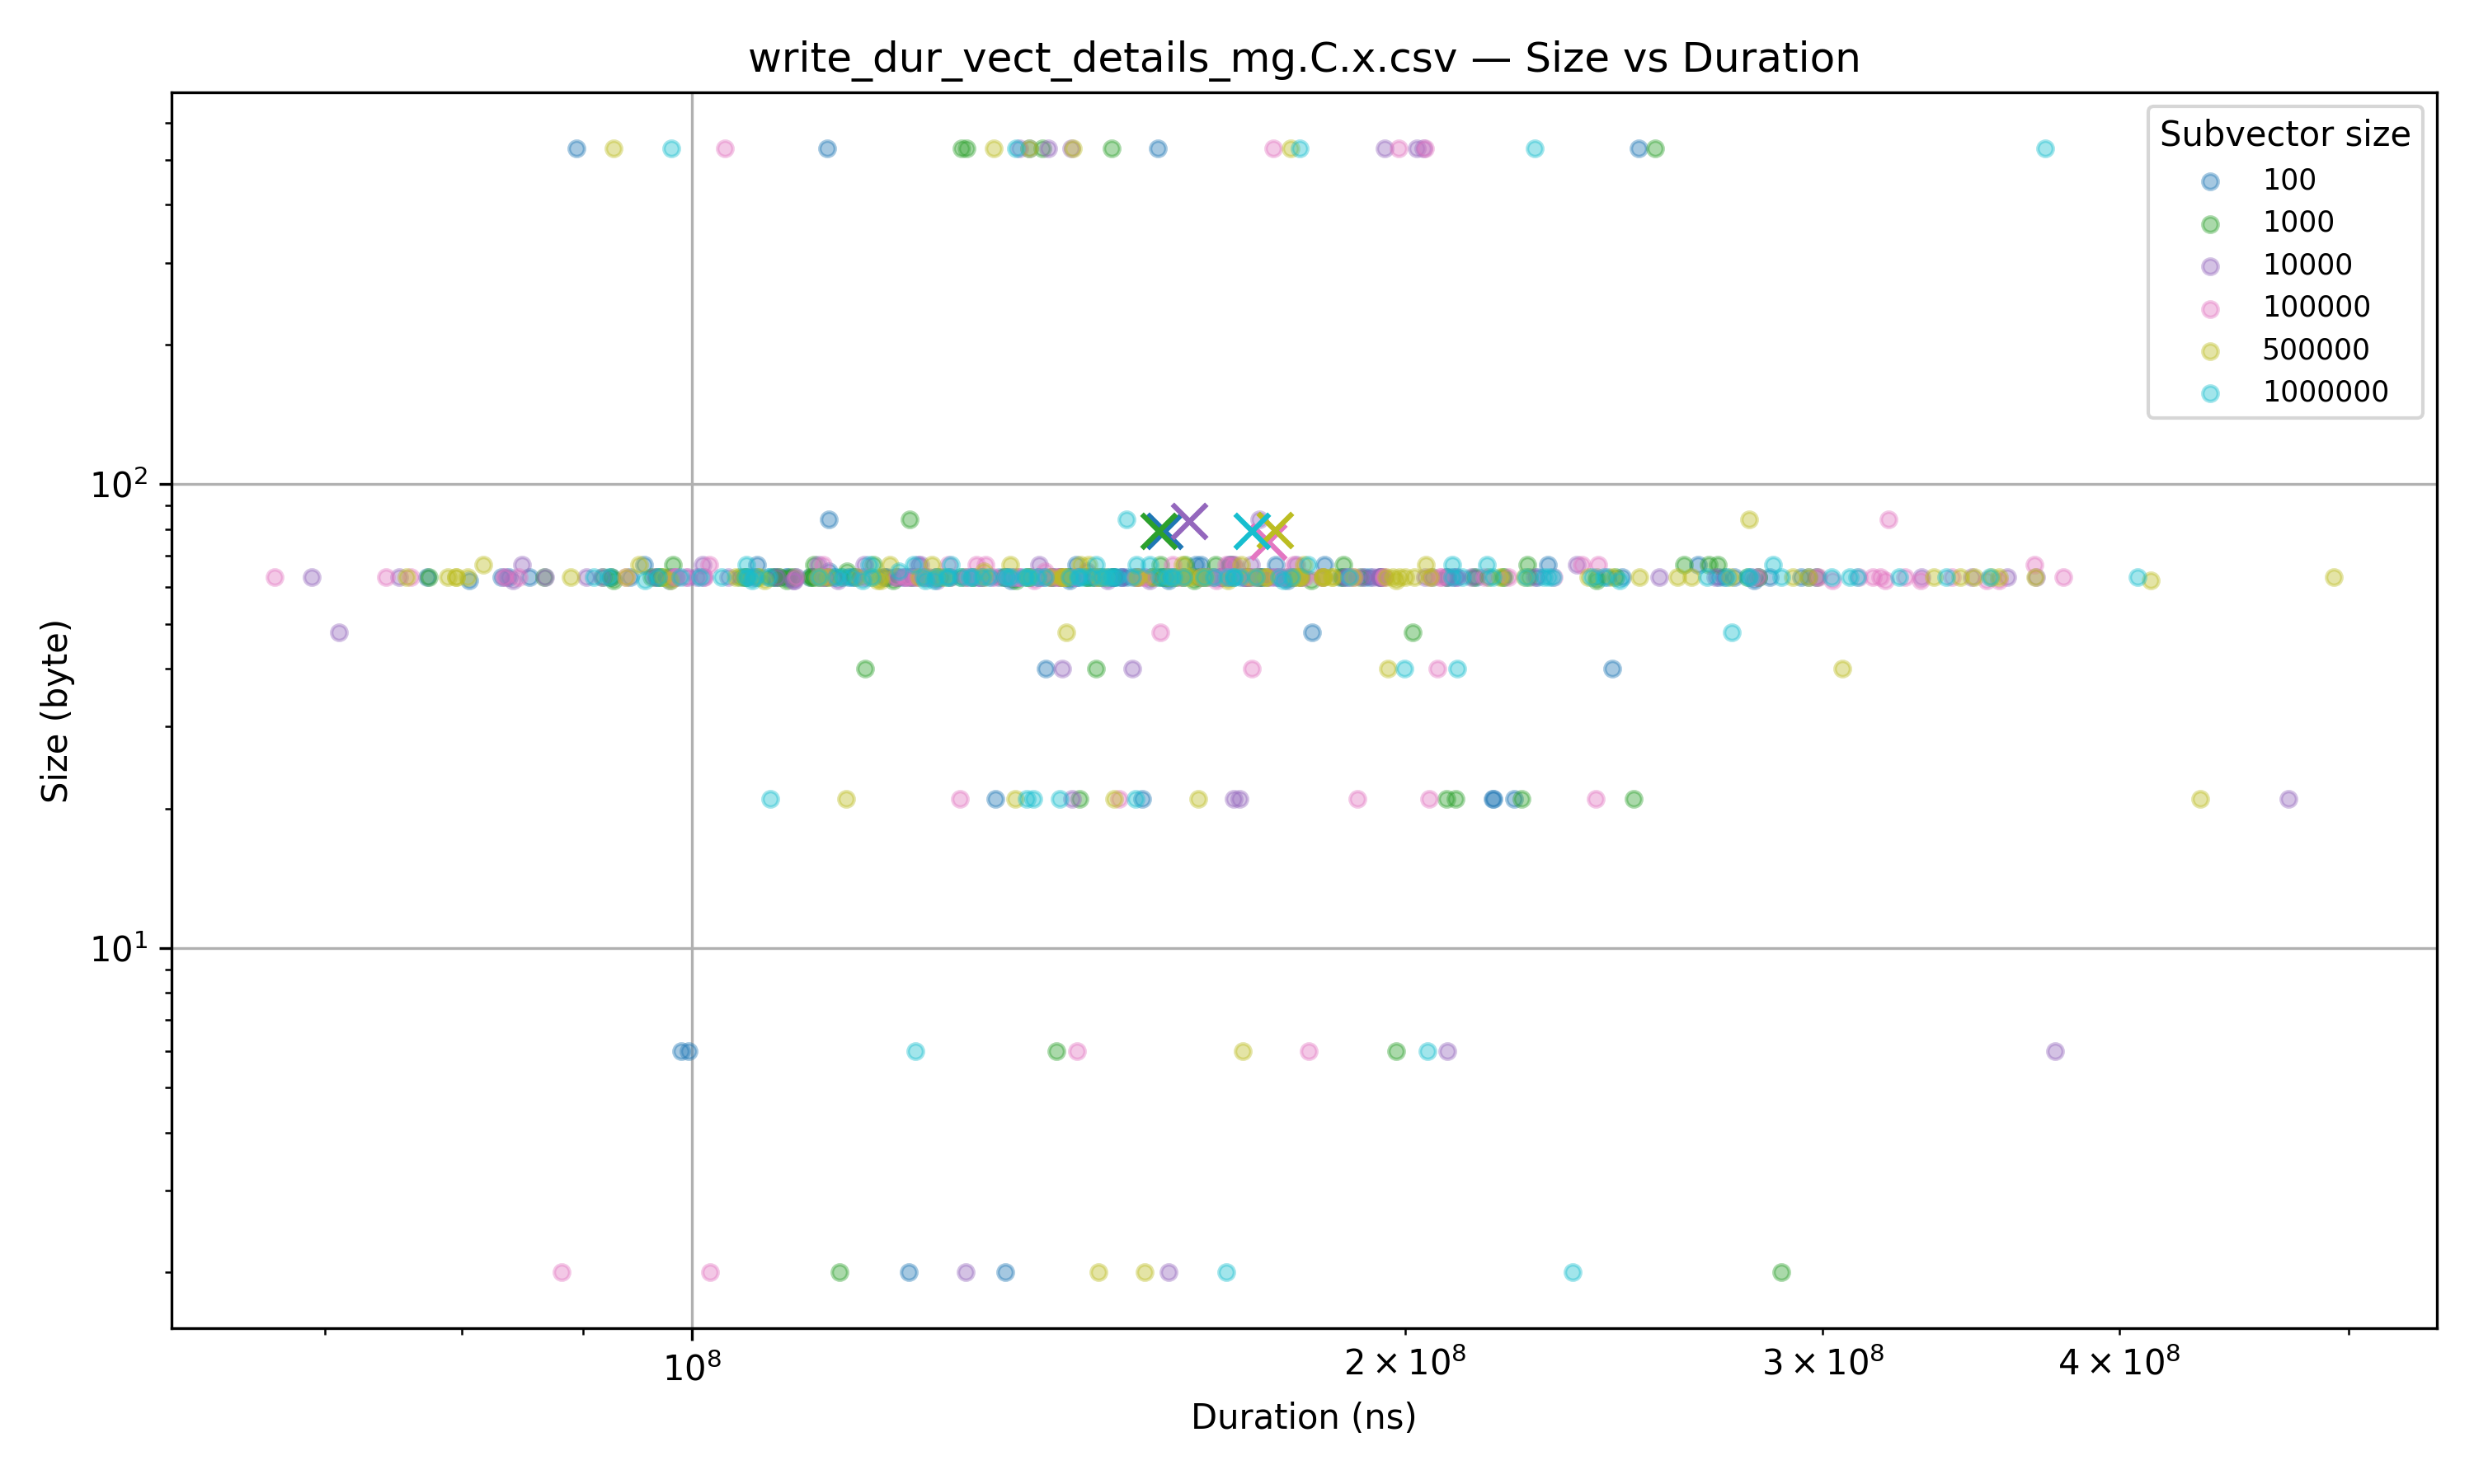 write_dur_vect_details_mg.C.x.csv — Size vs Duration
Subvector size
100
1000
10000
100000
500000
1000000
Size (byte)
10²
10¹
10⁸
2 × 10⁸
3 × 10⁸
4 × 10⁸
Duration (ns)